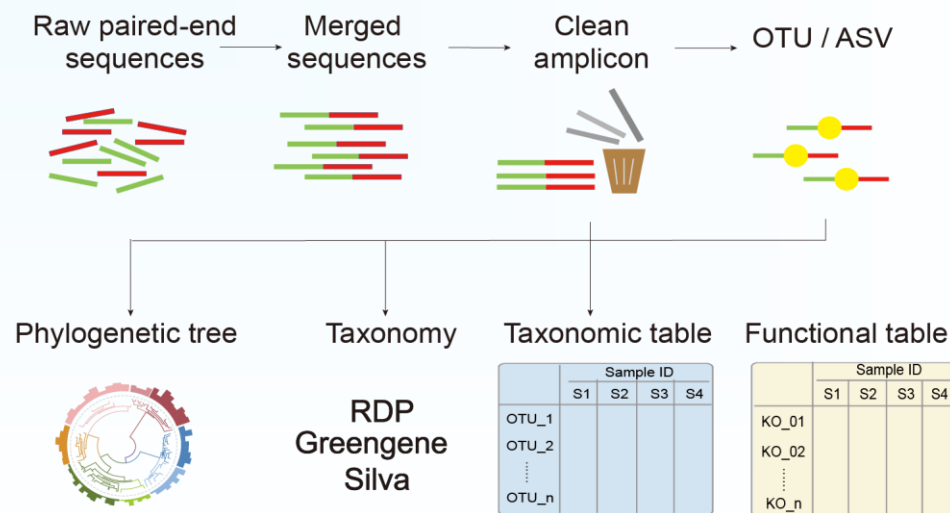 Raw paired-end
sequences
Merged
sequences
Clean
amplicon
OTU / ASV
Phylogenetic tree
Taxonomy
Taxonomic table
Functional table
RDP
Greengene
Silva
Sample ID
S1 S2 S3 S4
OTU_1
OTU_2
OTU_n
Sample ID
S1 S2 S3 S4
KO_01
KO_02
KO_n